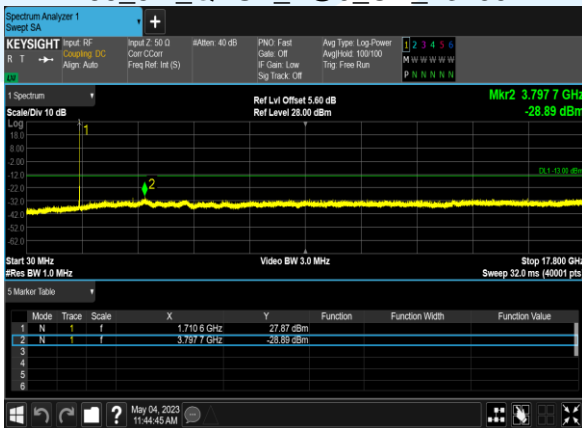 Spectrum Analyzer 1
Swept SA
KEYSIGHT
R T
Input: RF
Coupling: DC
Align: Auto
Input Z: 50 Ω
Corr CCorr
Freq Ref: Int (S)
#Atten: 40 dB
PNO: Fast
Gate: Off
IF Gain: Low
Sig Track: Off
Avg Type: Log-Power
Avg|Hold: 100/100
Trig: Free Run
1 2 3 4 5 6
M W W W W W
P N N N N N
1 Spectrum
Scale/Div 10 dB
Ref Lvl Offset 5.60 dB
Ref Level 28.00 dBm
Mkr2 3.797 7 GHz
-28.89 dBm
Log
18.0
8.00
-2.00
-12.0
-22.0
-32.0
-42.0
-52.0
-62.0
1
2
DL1 -13.00 dBm
Start 30 MHz
#Res BW 1.0 MHz
Video BW 3.0 MHz
Stop 17.800 GHz
Sweep 32.0 ms (40001 pts)
5 Marker Table
Mode Trace Scale X Y Function Function Width Function Value
1 N 1 f 1.710 6 GHz 27.87 dBm
2 N 1 f 3.797 7 GHz -28.89 dBm
3
4
5
6
?
May 04, 2023
11:44:45 AM